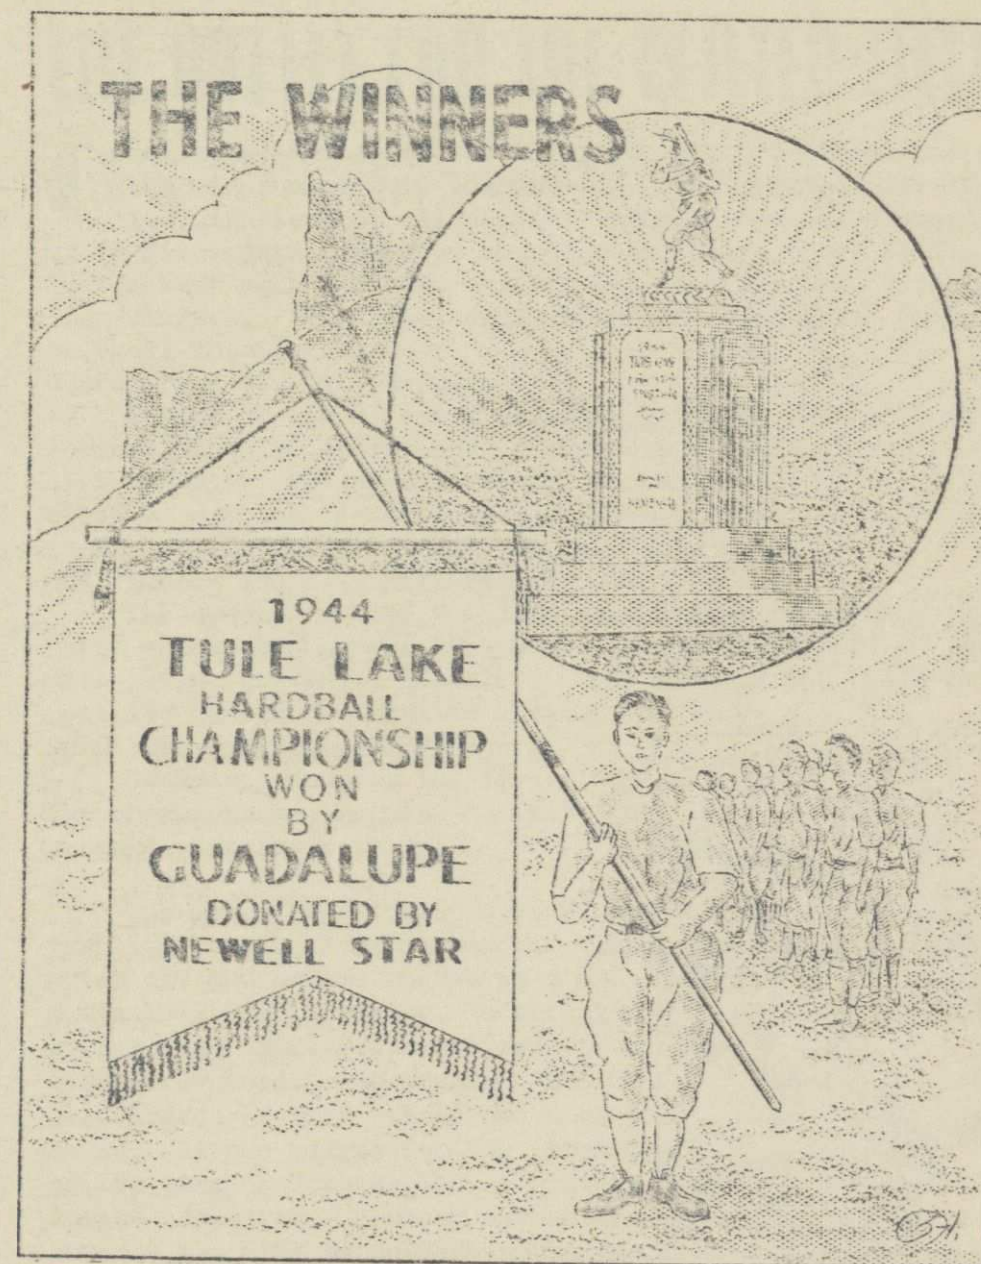 THE WINNERS
1944
TULE LAKE
HARDBALL
CHAMPIONSHIP
WON
BY
GUADALUPE
DONATED BY
NEWELL STAR